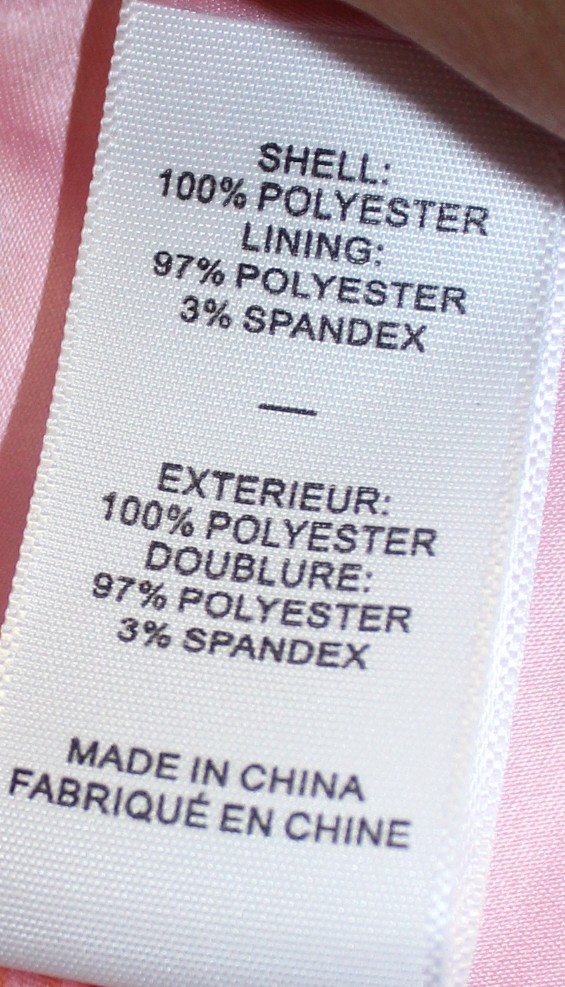 SHELL:
100% POLYESTER
LINING:
97% POLYESTER
3% SPANDEX
—
EXTERIEUR:
100% POLYESTER
DOUBLURE:
97% POLYESTER
3% SPANDEX
MADE IN CHINA
FABRIQUÉ EN CHINE